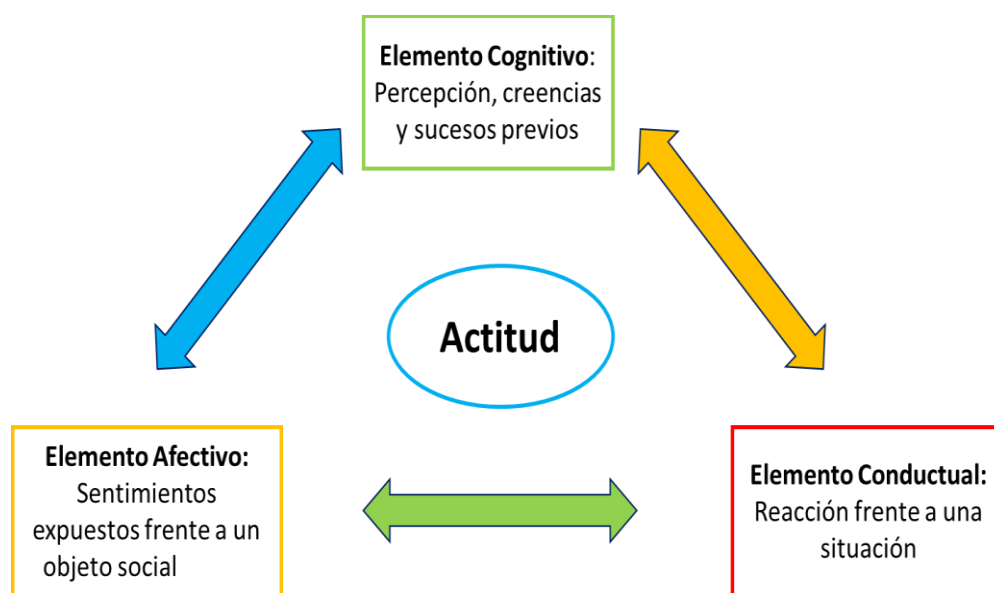 Elemento Cognitivo:
Percepción, creencias
y sucesos previos
Actitud
Elemento Afectivo:
Sentimientos
expuestos frente a un
objeto social
Elemento Conductual:
Reacción frente a una
situación